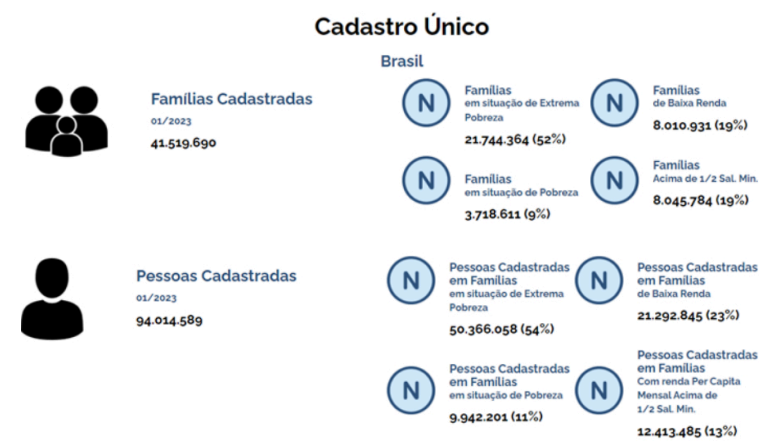 Cadastro Único
Brasil
Famílias Cadastradas
01/2023
41.519.690
N
Famílias
em situação de Extrema
Pobreza
21.744.364 (52%)
N
Famílias
de Baixa Renda
8.010.931 (19%)
N
Famílias
em situação de Pobreza
3.718.611 (9%)
N
Famílias
Acima de 1/2 Sal. Min.
8.045.784 (19%)
Pessoas Cadastradas
01/2023
94.014.589
N
Pessoas Cadastradas
em Famílias
em situação de Extrema
Pobreza
50.366.058 (54%)
N
Pessoas Cadastradas
em Famílias
de Baixa Renda
21.292.845 (23%)
N
Pessoas Cadastradas
em Famílias
em situação de Pobreza
9.942.201 (11%)
N
Pessoas Cadastradas
em Famílias
Com renda Per Capita
Mensal Acima de
1/2 Sal. Min.
12.413.485 (13%)